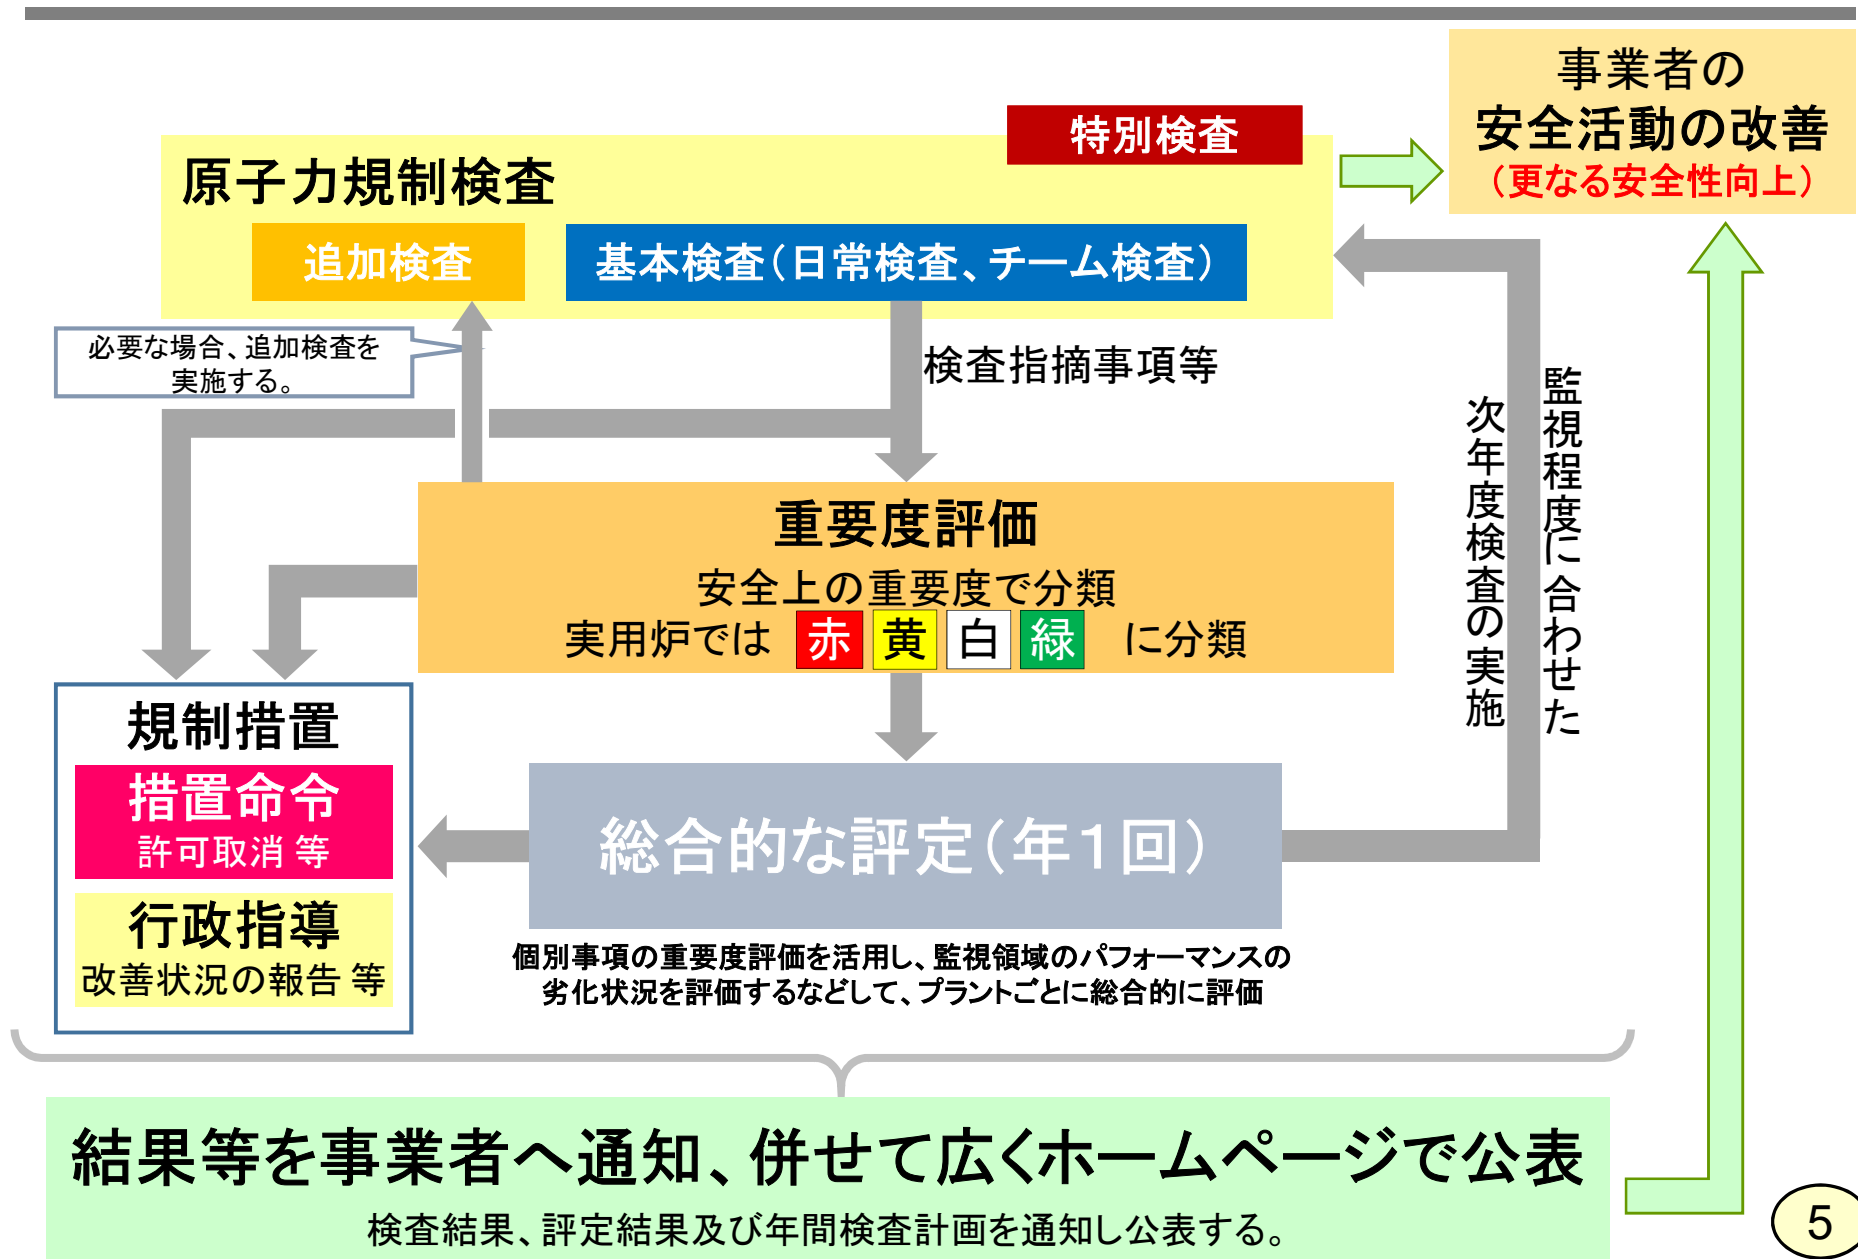 事業者の
安全活動の改善
（更なる安全性向上）
特別検査
原子力規制検査
追加検査
基本検査（日常検査、チーム検査）
必要な場合、追加検査を
実施する。
検査指摘事項等
監視程度に合わせた
次年度検査の実施
重要度評価
安全上の重要度で分類
実用炉では 赤 黄 白 緑 に分類
規制措置
措置命令
許可取消 等
行政指導
改善状況の報告 等
総合的な評定（年１回）
個別事項の重要度評価を活用し、監視領域のパフォーマンスの
劣化状況を評価するなどして、プラントごとに総合的に評価
結果等を事業者へ通知、併せて広くホームページで公表
検査結果、評定結果及び年間検査計画を通知し公表する。
5